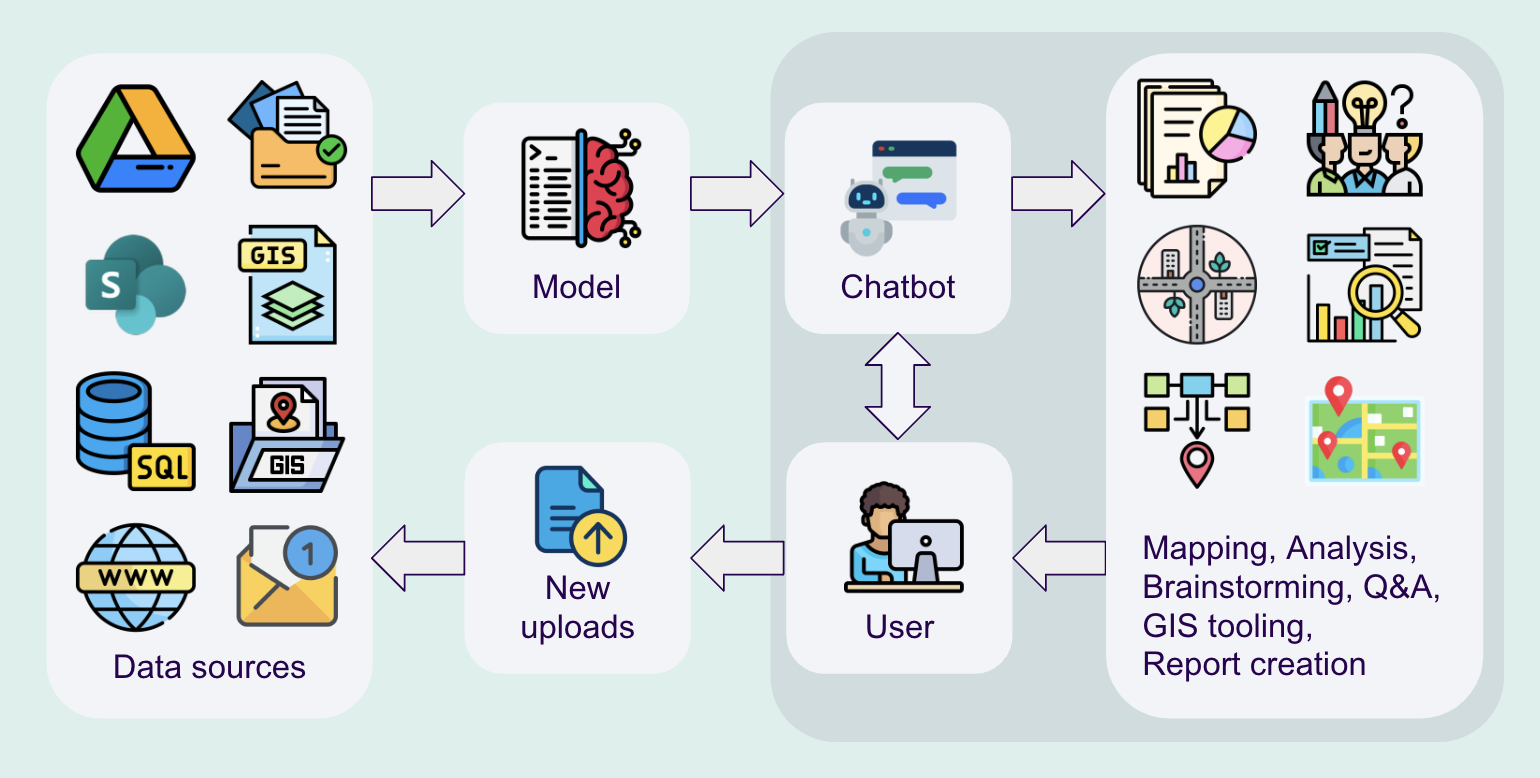 S
GIS
SQL
GIS
WWW
1
Data sources
>_
Model
Chatbot
New
uploads
User
?
Mapping, Analysis,
Brainstorming, Q&A,
GIS tooling,
Report creation